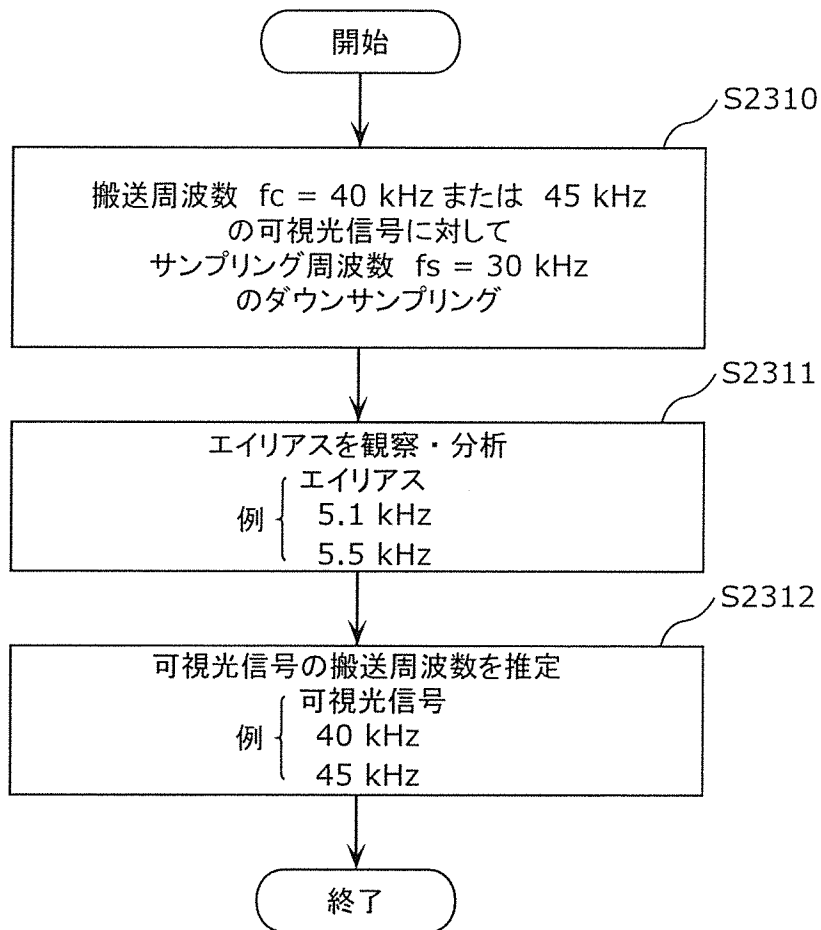 開始
S2310
搬送周波数 fc = 40 kHz または 45 kHz
の可視光信号に対して
サンプリング周波数 fs = 30 kHz
のダウンサンプリング
S2311
エイリアスを観察・分析
エイリアス
例 5.1 kHz
5.5 kHz
S2312
可視光信号の搬送周波数を推定
可視光信号
例 40 kHz
45 kHz
終了